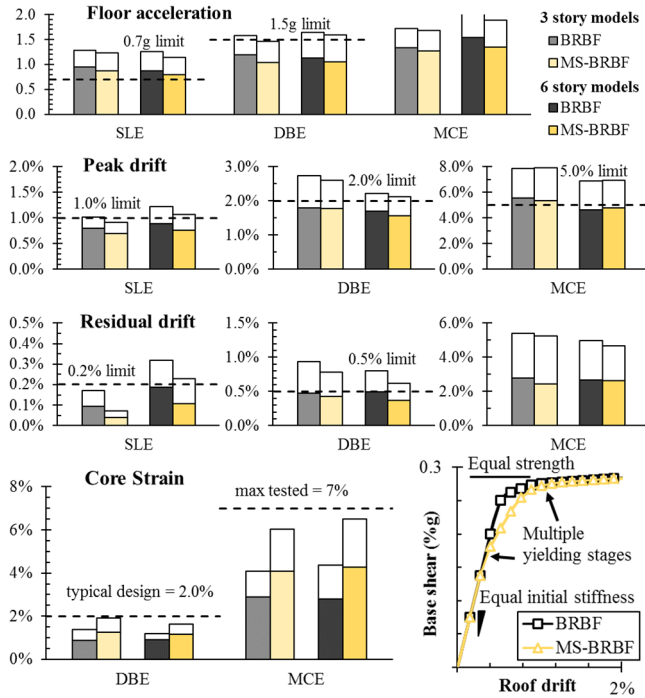 Floor acceleration
3 story models
BRBF
MS-BRBF
6 story models
BRBF
MS-BRBF
2.0
1.5
1.0
0.5
0.0
0.7g limit
1.5g limit
SLE
DBE
MCE
Peak drift
2.0%
1.5%
1.0%
0.5%
0.0%
1.0% limit
SLE
3.0%
2.0%
1.0%
0.0%
2.0% limit
DBE
8.0%
6.0%
4.0%
2.0%
0.0%
5.0% limit
MCE
Residual drift
0.5%
0.4%
0.3%
0.2%
0.1%
0.0%
0.2% limit
SLE
1.5%
1.0%
0.5%
0.0%
0.5% limit
DBE
6.0%
4.0%
2.0%
0.0%
MCE
Core Strain
8%
6%
4%
2%
0%
max tested = 7%
typical design = 2.0%
DBE
MCE
0.3
Equal strength
Multiple
yielding stages
Equal initial stiffness
BRBF
MS-BRBF
Base shear (%g)
Roof drift
2%